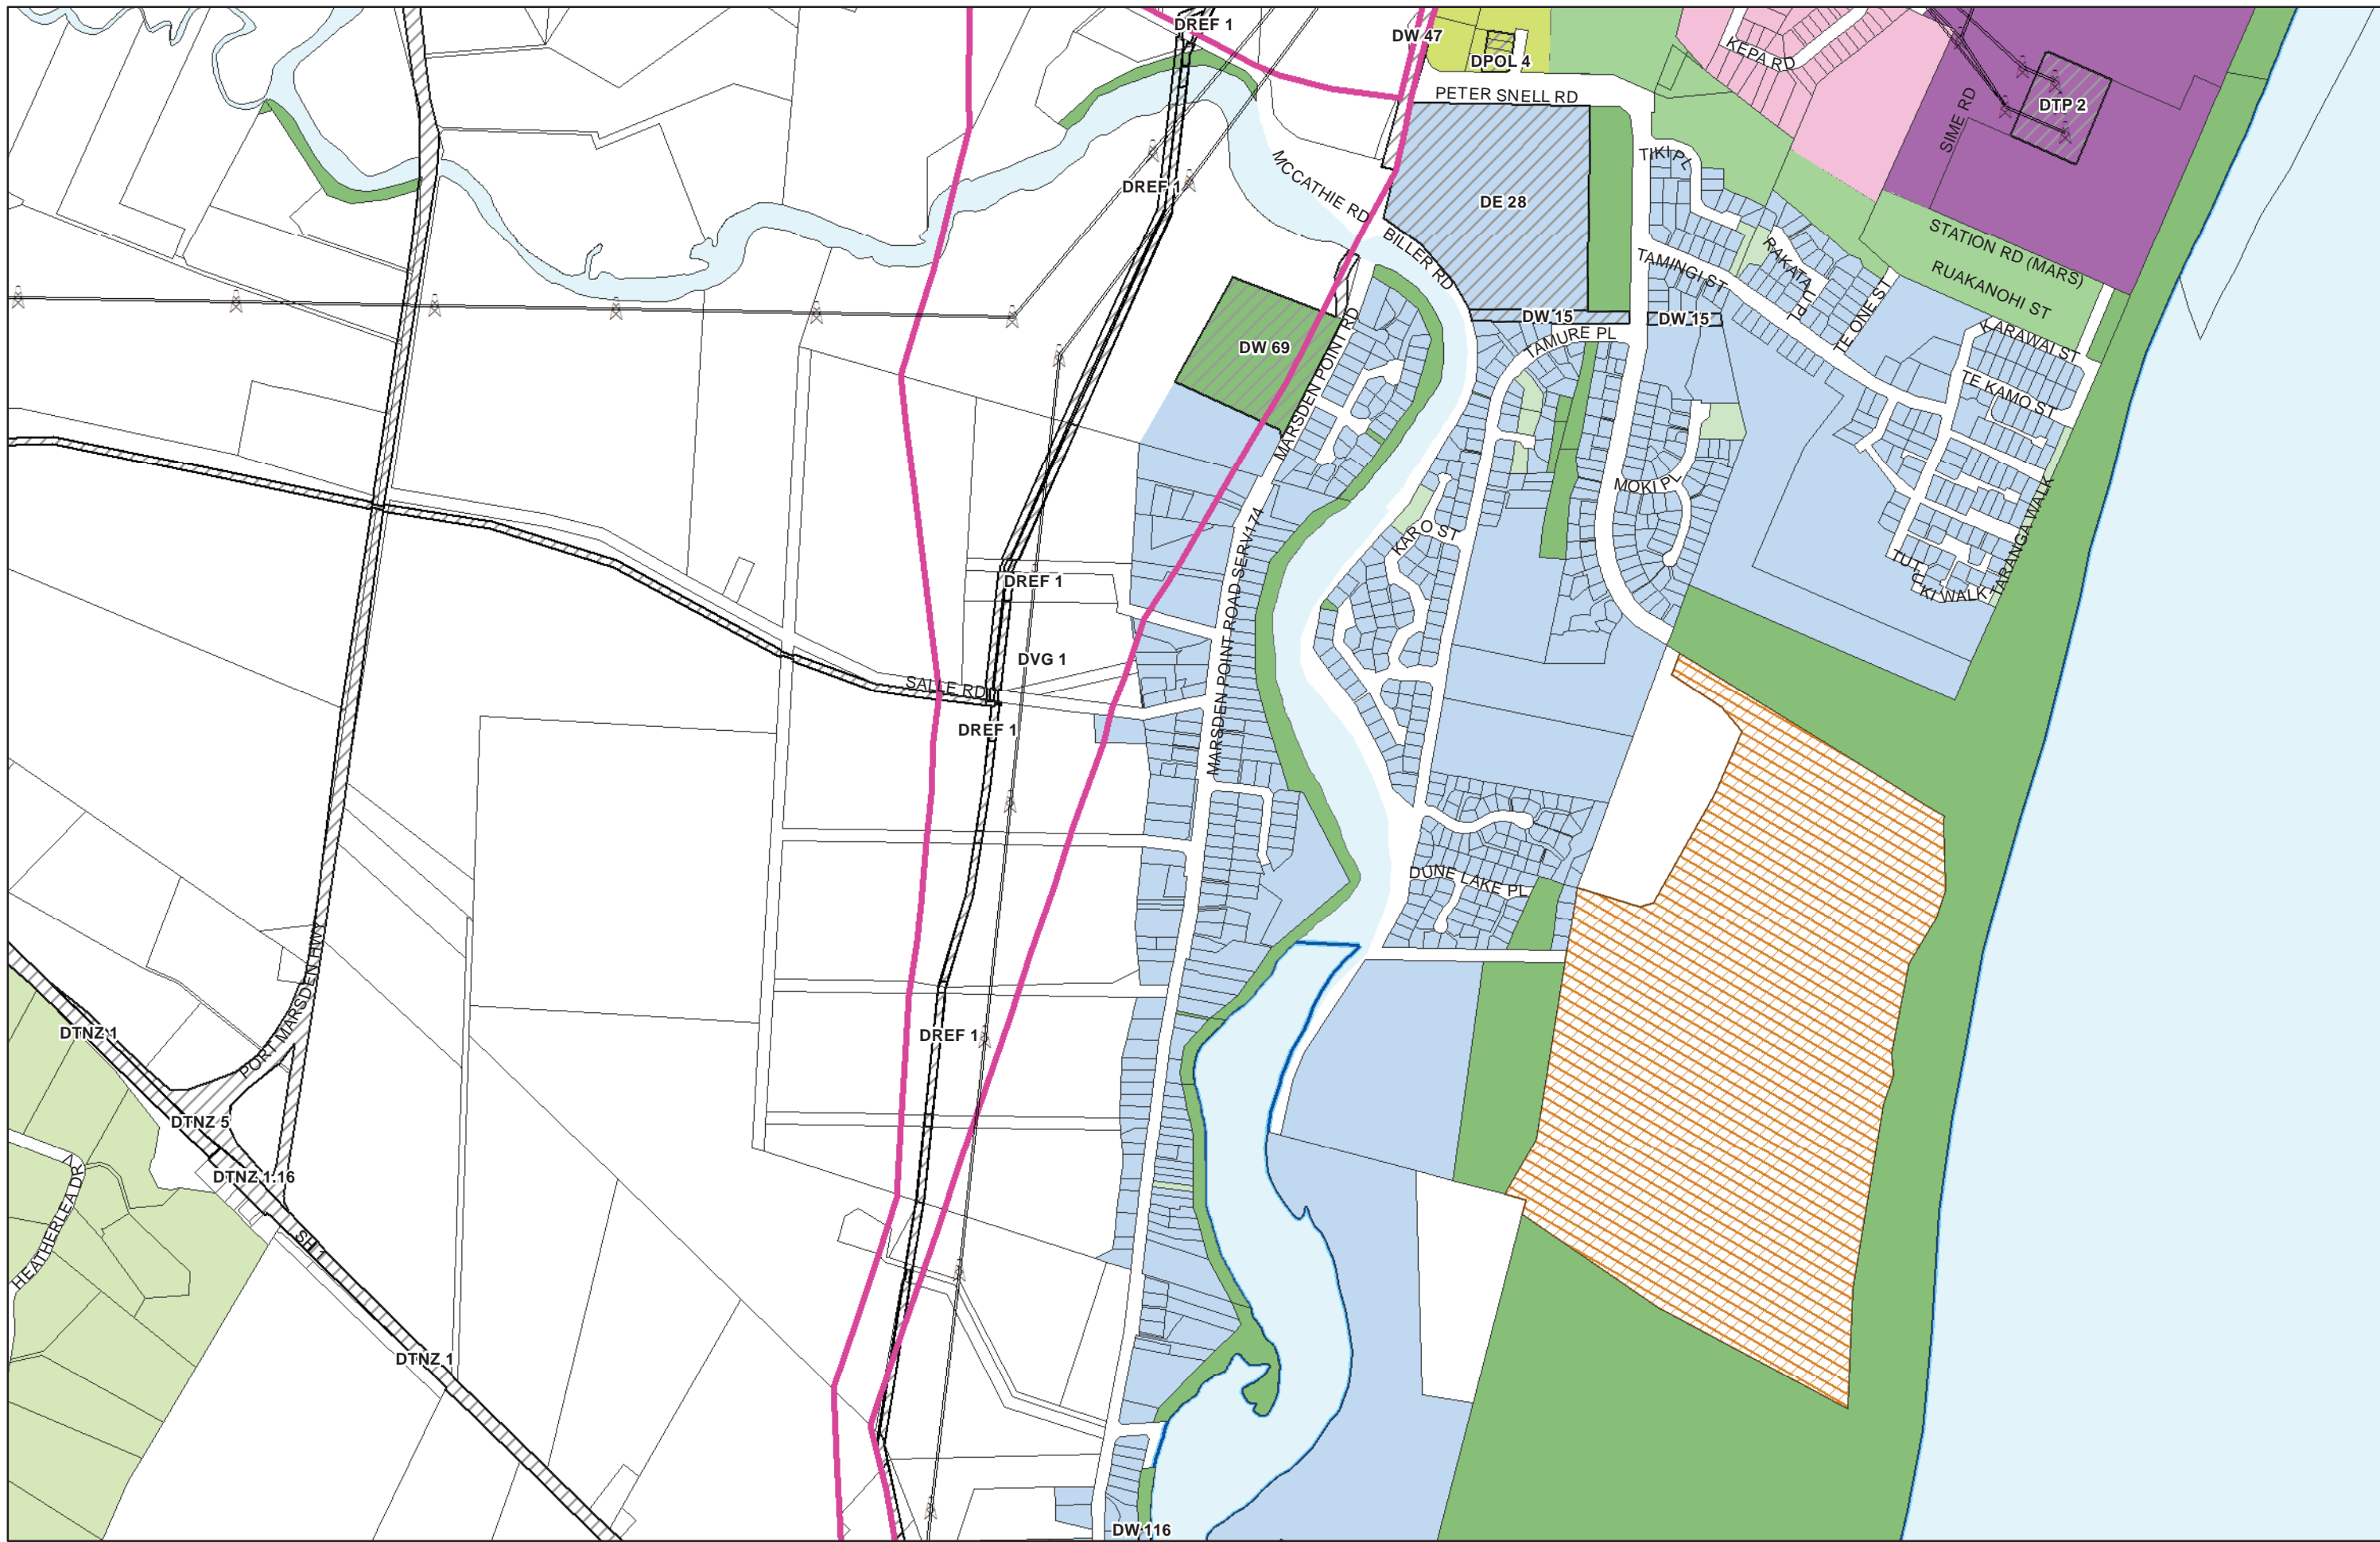 DREF 1
DW 47
DPOL 4
KEPA RD
PETER SNELL RD
DTP 2
SIME RD
MCCATHIE RD
TIKI PL
DREF 1
DE 28
BILLER RD
TAMINGI ST
RAKATA
STATION RD (MARS)
RUAKANOHI ST
TE ONE ST
DW 15
DW 15
TAMURE PL
KARAWAI ST
DW 69
MARSDEN POINT RD
TE KAMO ST
MOKI PL
KARO ST
MARSDEN POINT ROAD SERV-174
TARANGA WALK
DREF 1
DVG 1
SALLE RD
DREF 1
DUNE LAKE PL
PORT MARSDEN HWY
DTNZ 1
DREF 1
DTNZ 5
DTNZ 1.16
HEATHERLEA DR
SH 1
DTNZ 1
DW 116